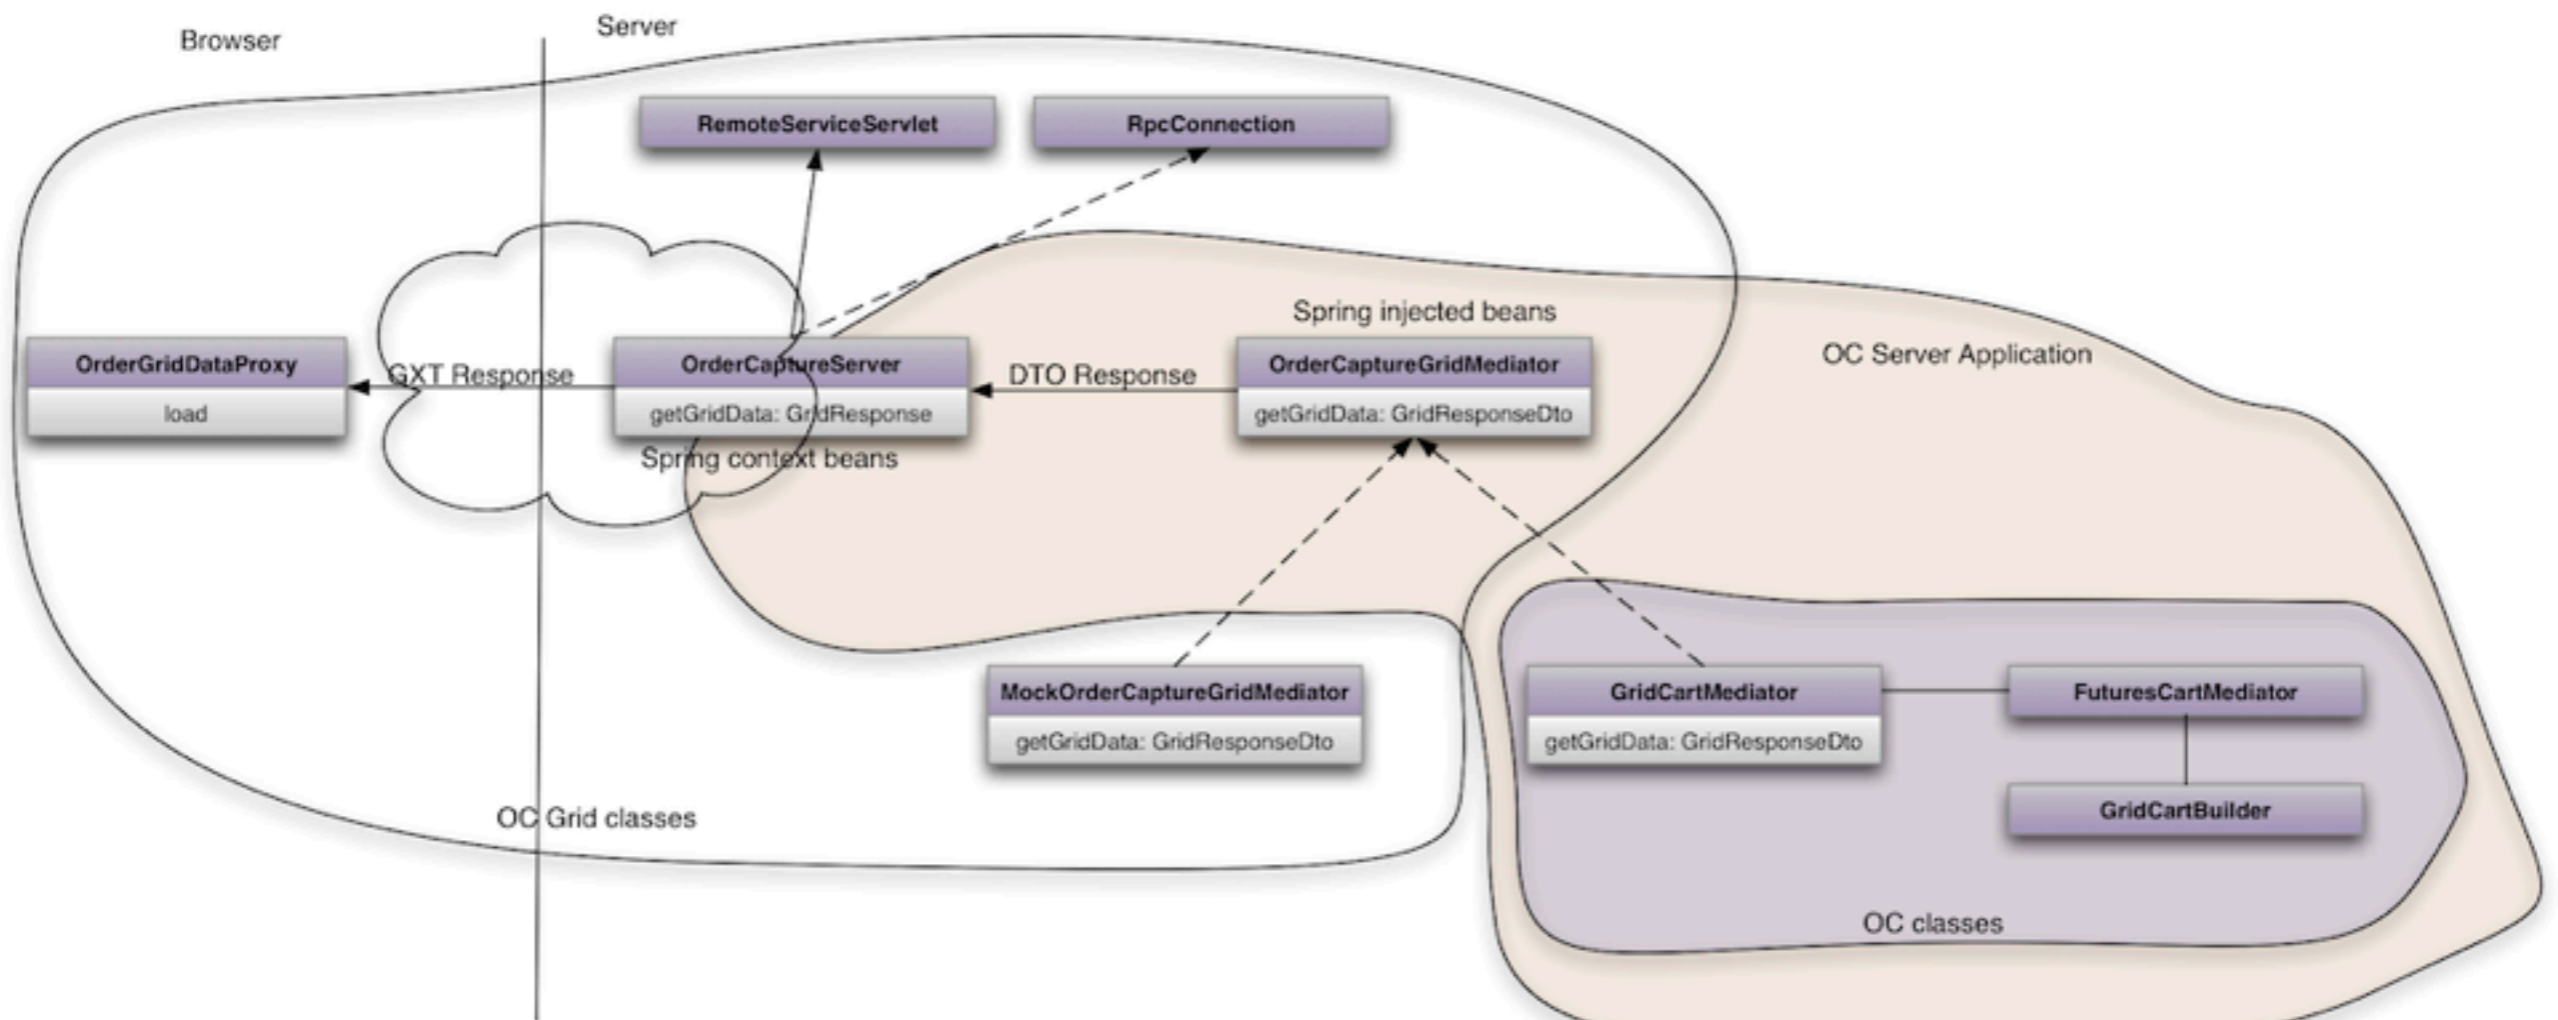 Browser
Server
RemoteServiceServlet
RpcConnection
Spring injected beans
OC Server Application
OrderGridDataProxy
load
GXT Response
OrderCaptureServer
getGridData: GridResponse
Spring context beans
DTO Response
OrderCaptureGridMediator
getGridData: GridResponseDto
MockOrderCaptureGridMediator
getGridData: GridResponseDto
GridCartMediator
getGridData: GridResponseDto
FuturesCartMediator
GridCartBuilder
OC Grid classes
OC classes